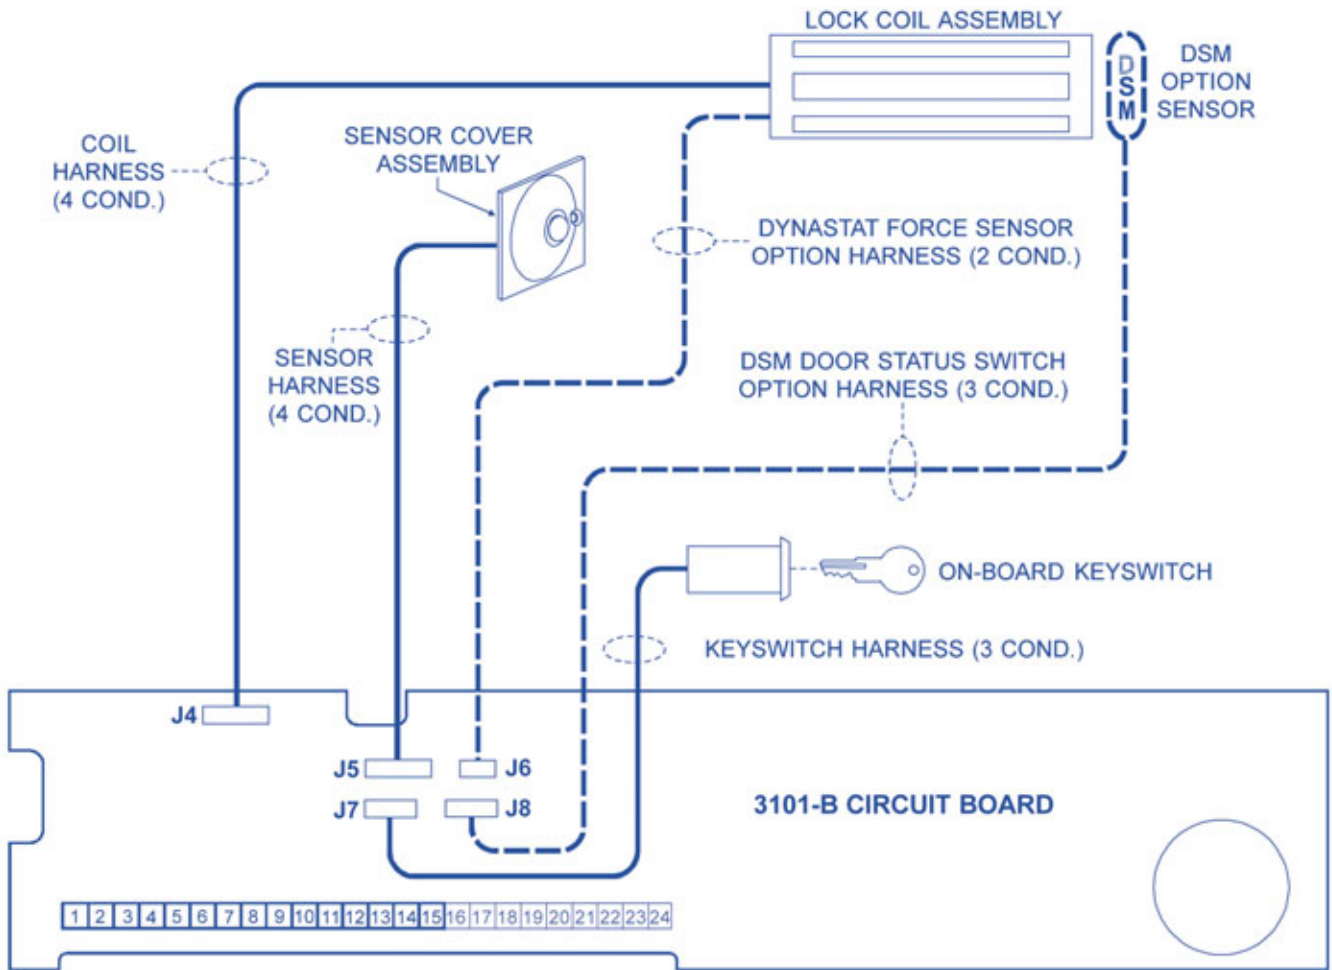 LOCK COIL ASSEMBLY
DSM
DSM
OPTION
SENSOR
COIL
HARNESS
(4 COND.)
SENSOR COVER
ASSEMBLY
DYNASTAT FORCE SENSOR
OPTION HARNESS (2 COND.)
SENSOR
HARNESS
(4 COND.)
DSM DOOR STATUS SWITCH
OPTION HARNESS (3 COND.)
ON-BOARD KEYSWITCH
KEYSWITCH HARNESS (3 COND.)
J4
J5
J6
J7
J8
3101-B CIRCUIT BOARD
1 2 3 4 5 6 7 8 9 10 11 12 13 14 15 16 17 18 19 20 21 22 23 24